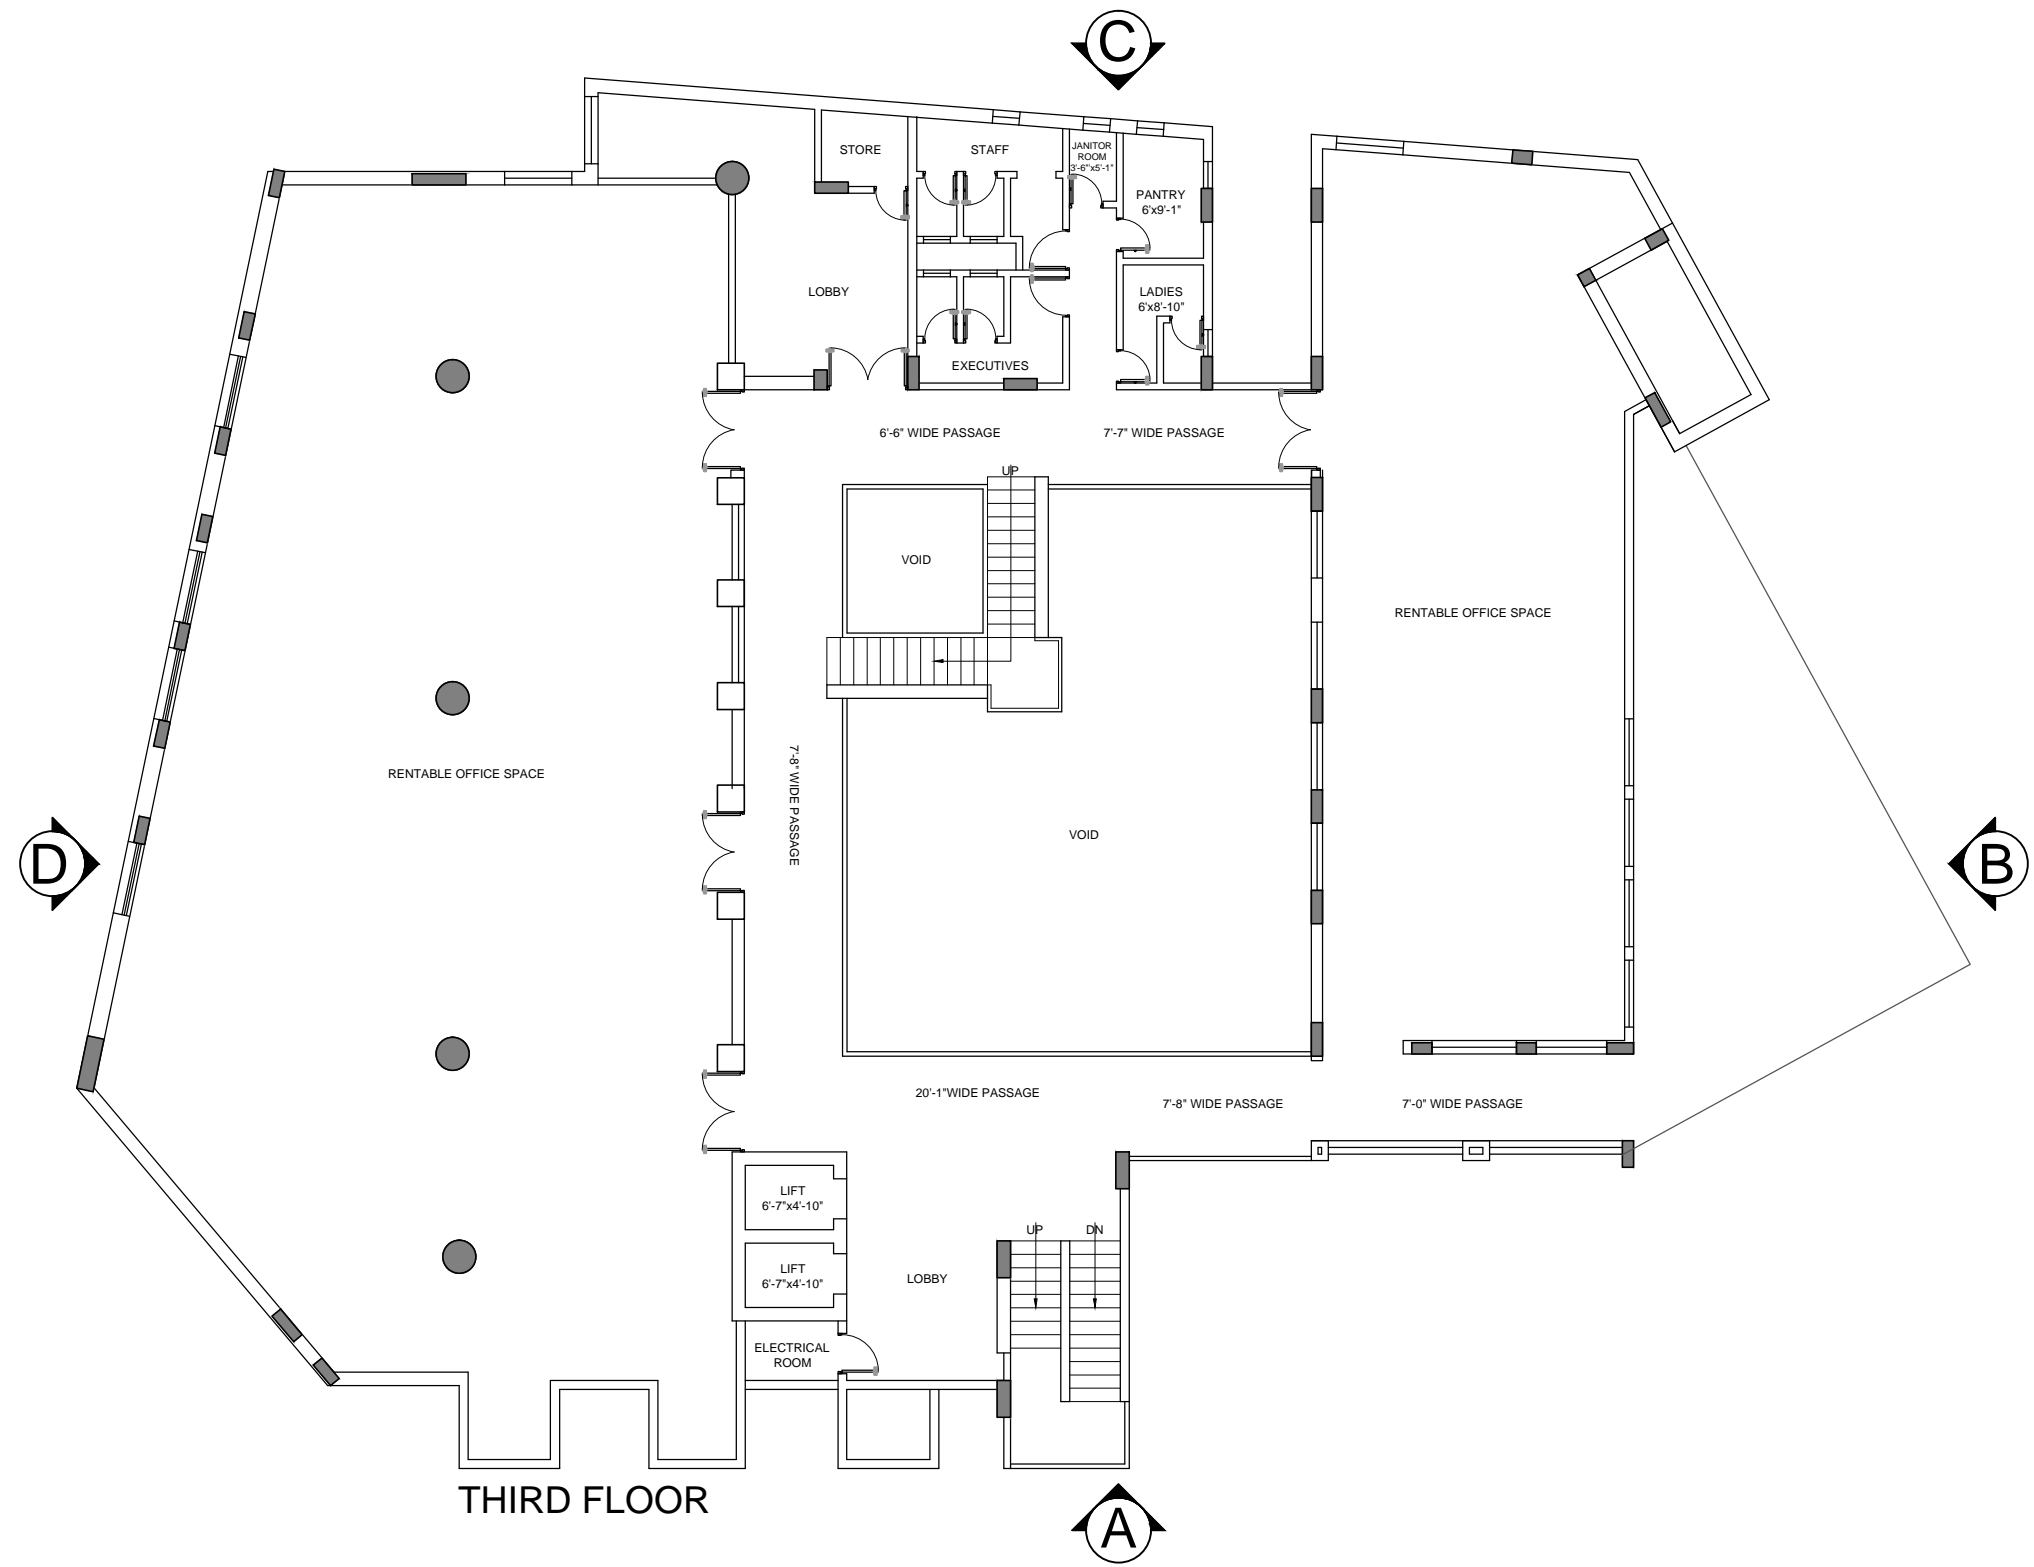 C
STORE
STAFF
JANITOR
ROOM
3'-6"x5'-1"
PANTRY
6'x9'-1"
LOBBY
LADIES
6'x8'-10"
EXECUTIVES
6'-6" WIDE PASSAGE
7'-7" WIDE PASSAGE
UP
VOID
RENTABLE OFFICE SPACE
RENTABLE OFFICE SPACE
7'-8" WIDE PASSAGE
VOID
D
B
20'-1"WIDE PASSAGE
7'-8" WIDE PASSAGE
7'-0" WIDE PASSAGE
LIFT
6'-7"x4'-10"
UP
DN
LIFT
6'-7"x4'-10"
LOBBY
ELECTRICAL
ROOM
THIRD FLOOR
A